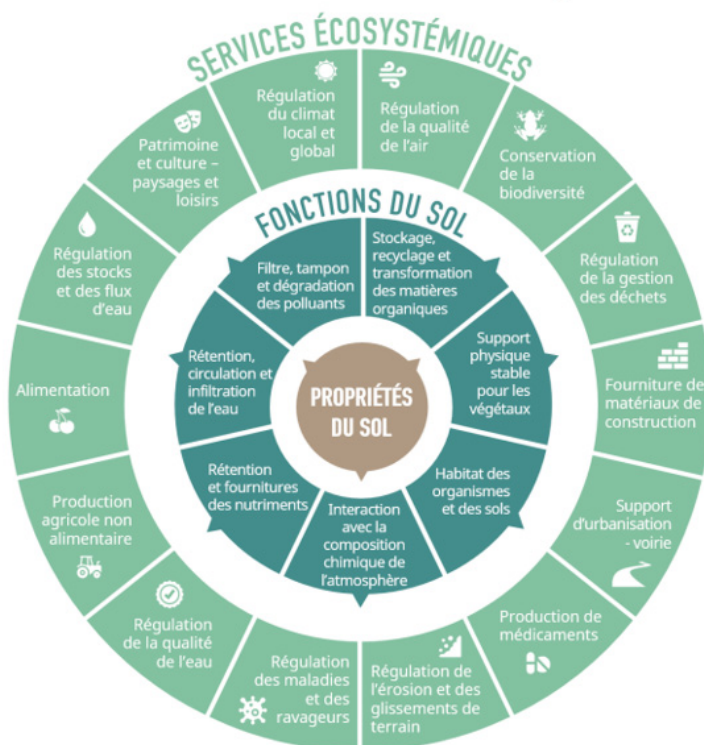 SERVICES ÉCOSYSTÉMIQUES
Régulation
du climat
local et
global
Régulation
de la qualité
de l'air
Conservation
de la
biodiversité
Régulation
de la gestion
des déchets
Fourniture de
matériaux de
construction
Support
d'urbanisation
- voirie
Production de
médicaments
Régulation de
l'érosion et des
glissements de
terrain
Régulation
des maladies
et des
ravageurs
Régulation
de la qualité
de l'eau
Production
agricole non
alimentaire
Alimentation
Régulation
des stocks
et des flux
d'eau
Patrimoine
et culture –
paysages et
loisirs
FONCTIONS DU SOL
Stockage,
recyclage et
transformation
des matières
organiques
Support
physique
stable
pour les
végétaux
Habitat des
organismes
et des sols
Interaction
avec la
composition
chimique de
l'atmosphère
Rétention
et fournitures
des nutriments
Rétention,
circulation et
infiltration
de l'eau
Filtre, tampon
et dégradation
des polluants
PROPRIÉTÉS
DU SOL